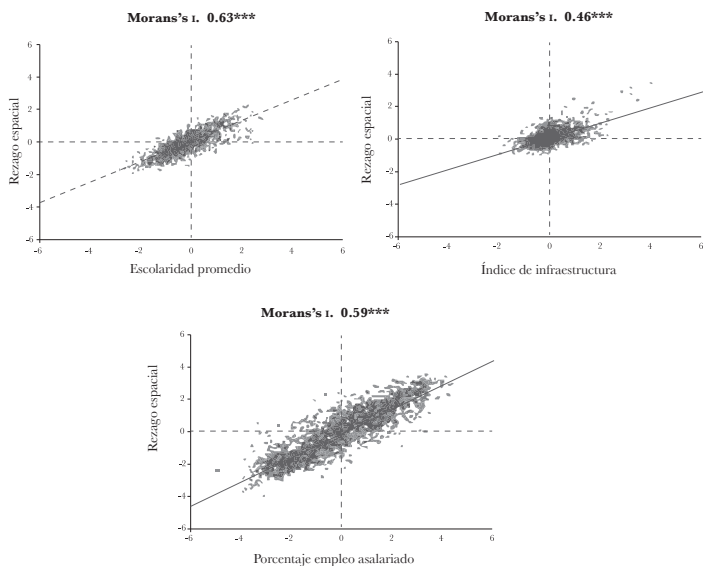 Morans's I. 0.63***
6
4
2
0
-2
-4
-6
Rezago espacial
-6 -4 -2 0 2 4 6
Escolaridad promedio
Morans's I. 0.46***
6
4
2
0
-2
-4
-6
Rezago espacial
-6 -4 -2 0 2 4 6
Índice de infraestructura
Morans's I. 0.59***
6
4
2
0
-2
-4
-6
Rezago espacial
-6 -4 -2 0 2 4 6
Porcentaje empleo asalariado